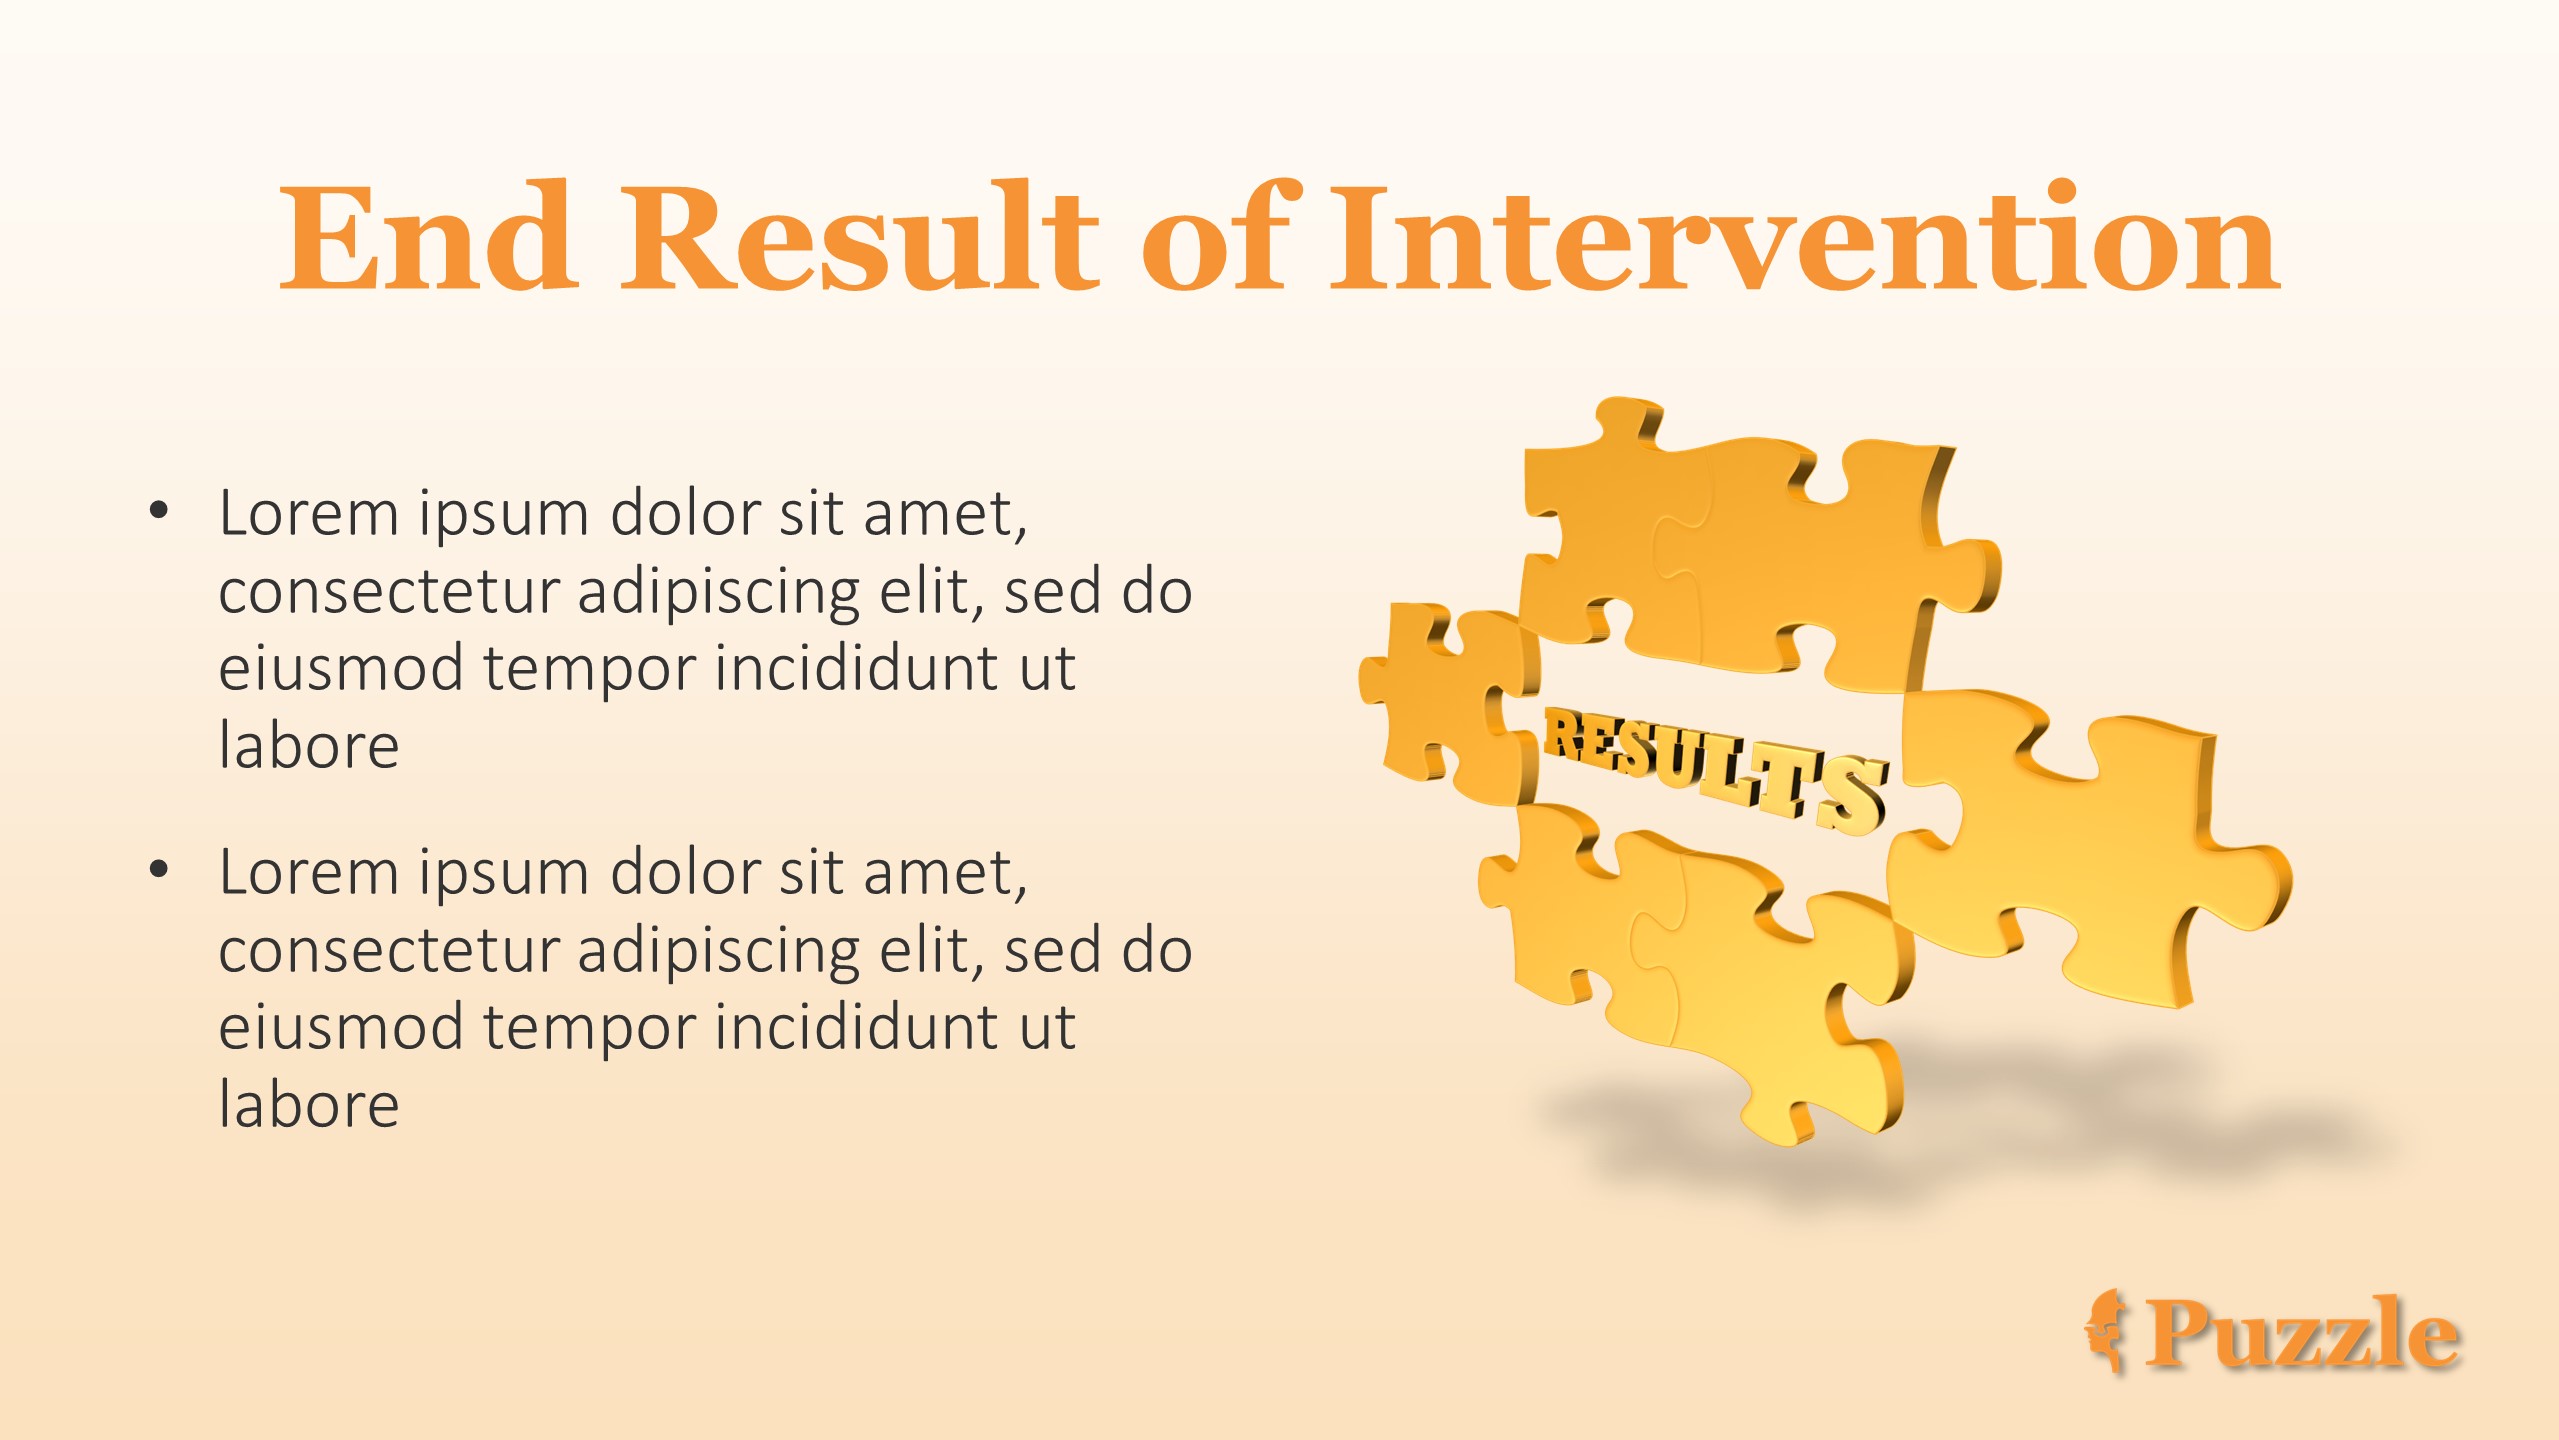 End Result of Intervention
• Lorem ipsum dolor sit amet,
consectetur adipiscing elit, sed do
eiusmod tempor incididunt ut
labore
• Lorem ipsum dolor sit amet,
consectetur adipiscing elit, sed do
eiusmod tempor incididunt ut
labore
RESULTS
Puzzle